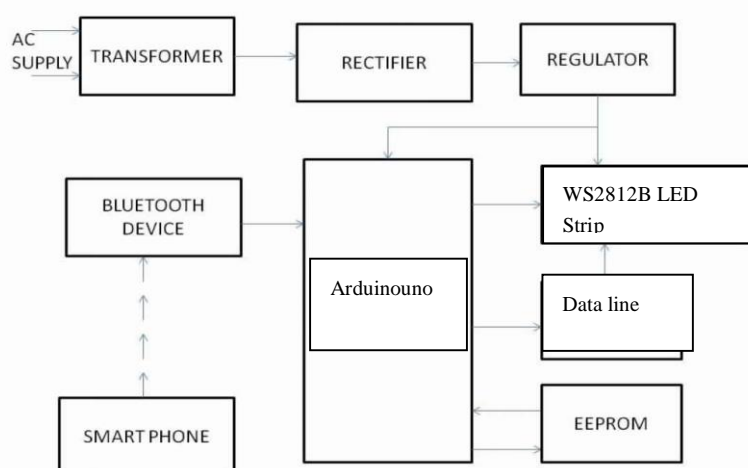 AC
SUPPLY
TRANSFORMER
RECTIFIER
REGULATOR
BLUETOOTH
DEVICE
WS2812B LED
Strip
Arduinouno
Data line
SMART PHONE
EEPROM